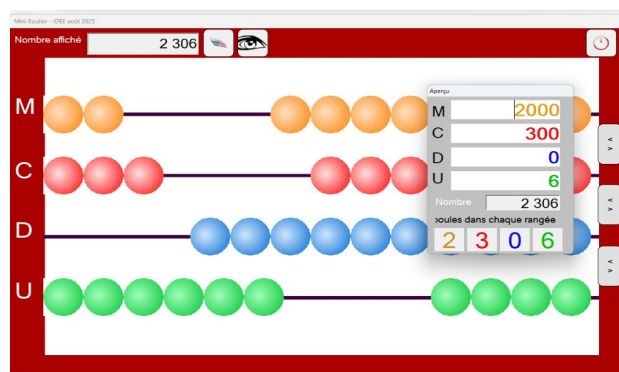 Mini Boulier - IDEE août 2025
Nombre affiché 2 306
Aperçu
M 2000
C 300
D 0
U 6
Nombre 2 306
oules dans chaque rangée
2 3 0 6
M
C
D
U
< >
< >
< >